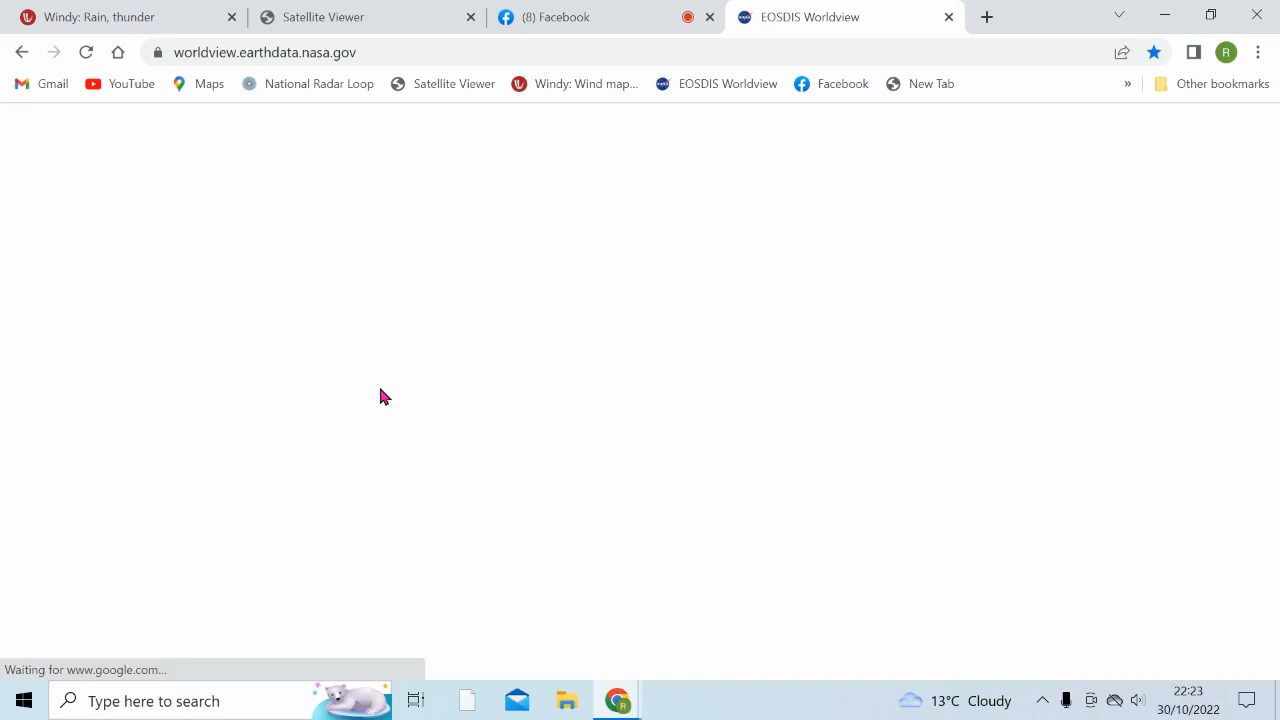 Windy: Rain, thunder
Satellite Viewer
(8) Facebook
EOSDIS Worldview
worldview.earthdata.nasa.gov
R
Gmail
YouTube
Maps
National Radar Loop
Satellite Viewer
Windy: Wind map...
EOSDIS Worldview
Facebook
New Tab
»
Other bookmarks
Waiting for www.google.com...
Type here to search
R
13°C Cloudy
22:23
30/10/2022